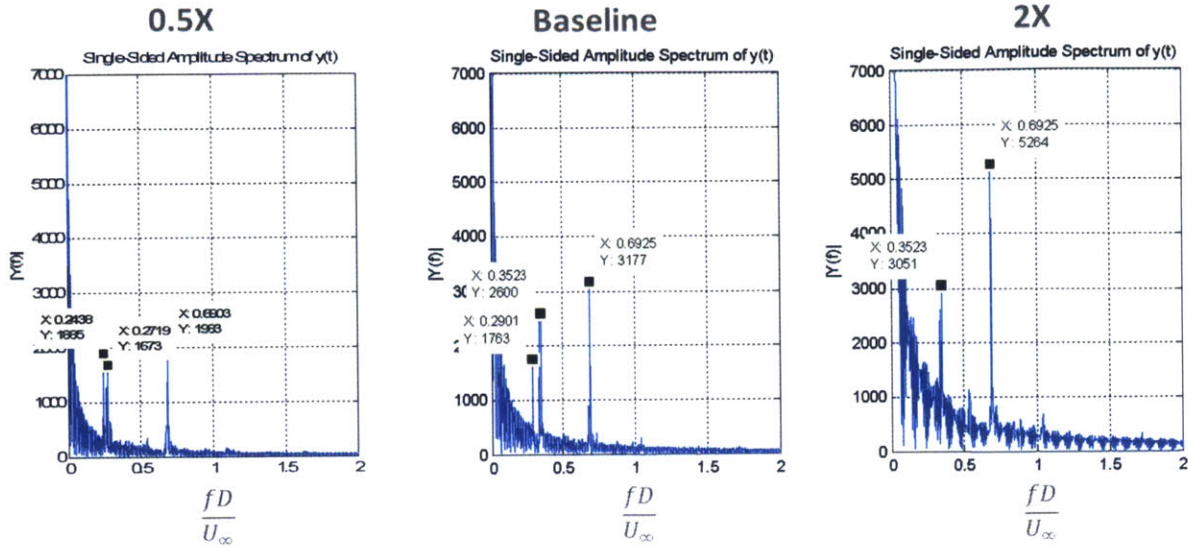 0.5X
Single-Sided Amplitude Spectrum of y(t)
7000
6000
5000
4000
3000
1000
0
|Y(f)|
X: 0.2438
X: 0.2719
Y: 1673
X: 0.6903
0 0.5 1 1.5 2
fD
U∞
Baseline
Single-Sided Amplitude Spectrum of y(t)
7000
6000
5000
4000
2000
1000
0
X: 0.3523
Y: 2600
X: 0.2901
Y: 1763
X: 0.6925
Y: 3177
0 0.5 1 1.5 2
fD
U∞
2X
Single-Sided Amplitude Spectrum of y(t)
7000
6000
5000
4000
3000
2000
1000
0
|Y(f)|
X: 0.3523
Y: 3051
X: 0.6925
Y: 5264
0 0.5 1 1.5 2
fD
U∞